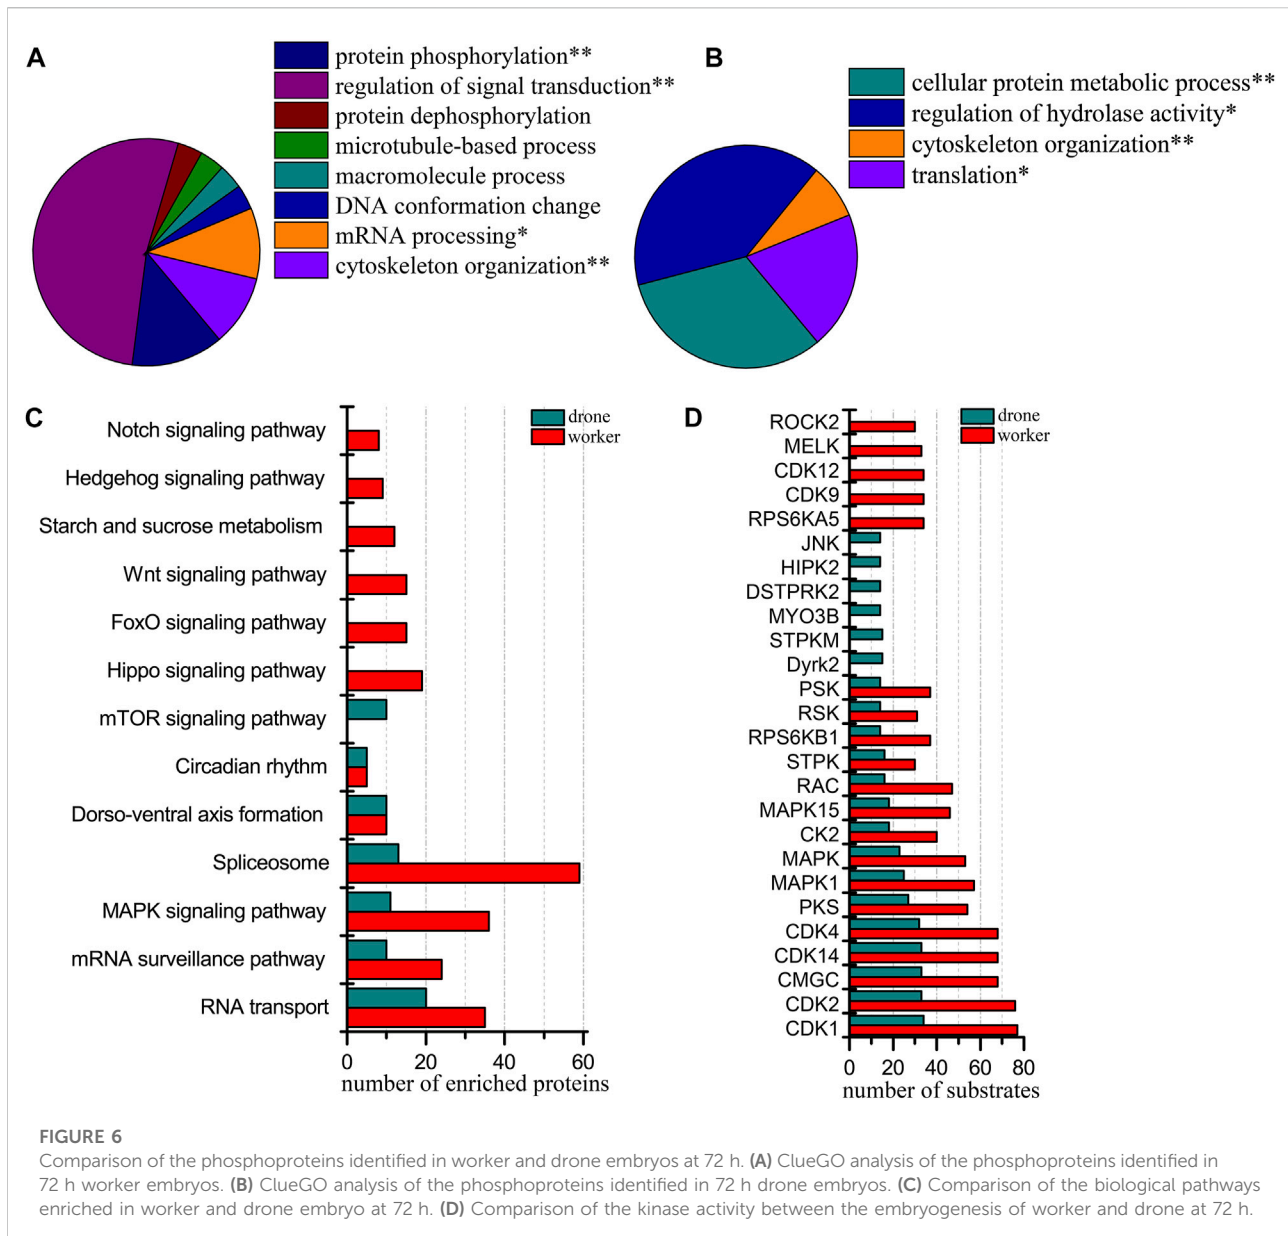 A
protein phosphorylation**
regulation of signal transduction**
protein dephosphorylation
microtubule-based process
macromolecule process
DNA conformation change
mRNA processing*
cytoskeleton organization**
B
cellular protein metabolic process**
regulation of hydrolase activity*
cytoskeleton organization**
translation*
C
drone
worker
Notch signaling pathway
Hedgehog signaling pathway
Starch and sucrose metabolism
Wnt signaling pathway
FoxO signaling pathway
Hippo signaling pathway
mTOR signaling pathway
Circadian rhythm
Dorso-ventral axis formation
Spliceosome
MAPK signaling pathway
mRNA surveillance pathway
RNA transport
0 20 40 60
number of enriched proteins
D
drone
worker
ROCK2
MELK
CDK12
CDK9
RPS6KA5
JNK
HIPK2
DSTPRK2
MYO3B
STPKM
Dyrk2
PSK
RSK
RPS6KB1
STPK
RAC
MAPK15
CK2
MAPK
MAPK1
PKS
CDK4
CDK14
CMGC
CDK2
CDK1
0 20 40 60 80
number of substrates
FIGURE 6
Comparison of the phosphoproteins identified in worker and drone embryos at 72 h. (A) ClueGO analysis of the phosphoproteins identified in
72 h worker embryos. (B) ClueGO analysis of the phosphoproteins identified in 72 h drone embryos. (C) Comparison of the biological pathways
enriched in worker and drone embryo at 72 h. (D) Comparison of the kinase activity between the embryogenesis of worker and drone at 72 h.